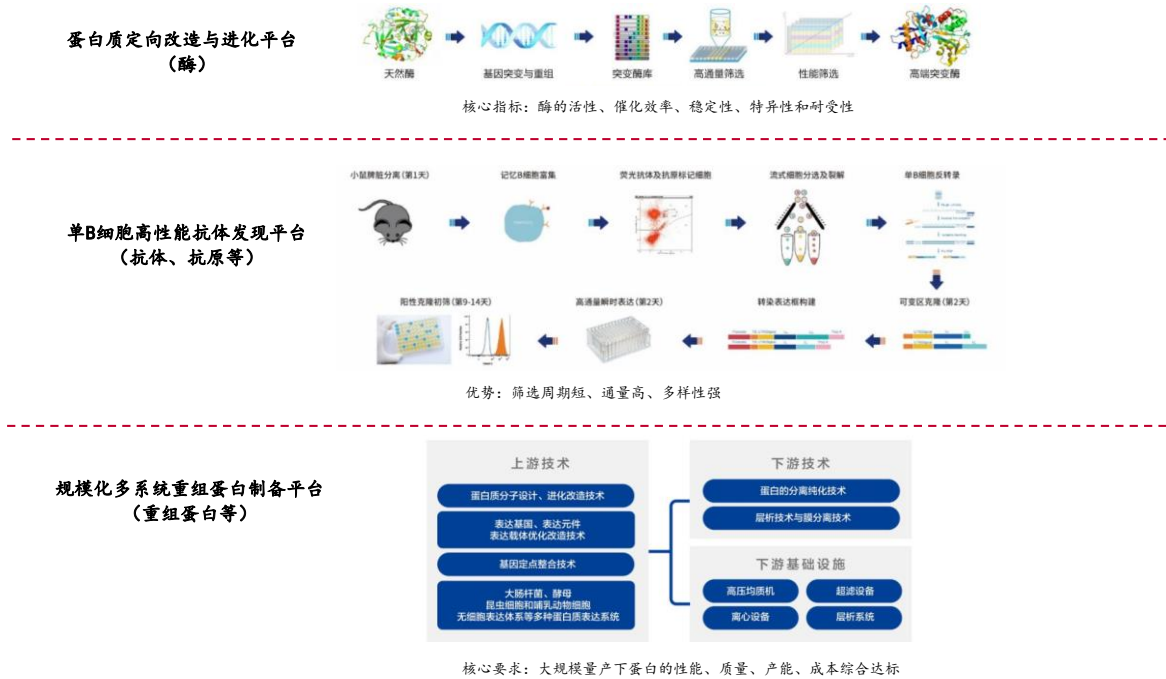 蛋白质定向改造与进化平台
（酶）
天然酶
基因突变与重组
突变酶库
高通量筛选
性能筛选
高端突变酶
核心指标：酶的活性、催化效率、稳定性、特异性和耐受性
单B细胞高性能抗体发现平台
（抗体、抗原等）
小鼠脾脏分离(第1天)
记忆B细胞富集
荧光抗体及抗原标记细胞
流式细胞分选及裂解
单B细胞反转录
阳性克隆初筛(第9-14天)
高通量瞬时表达(第2天)
转染表达框构建
可变区克隆(第2天)
优势：筛选周期短、通量高、多样性强
规模化多系统重组蛋白制备平台
（重组蛋白等）
上游技术
蛋白质分子设计、进化改造技术
表达基因、表达元件
表达载体优化改造技术
基因定点整合技术
大肠杆菌、酵母
昆虫细胞和哺乳动物细胞
无细胞表达体系等多种蛋白质表达系统
下游技术
蛋白的分离纯化技术
层析技术与膜分离技术
下游基础设施
高压均质机
超滤设备
离心设备
层析系统
核心要求：大规模量产下蛋白的性能、质量、产能、成本综合达标